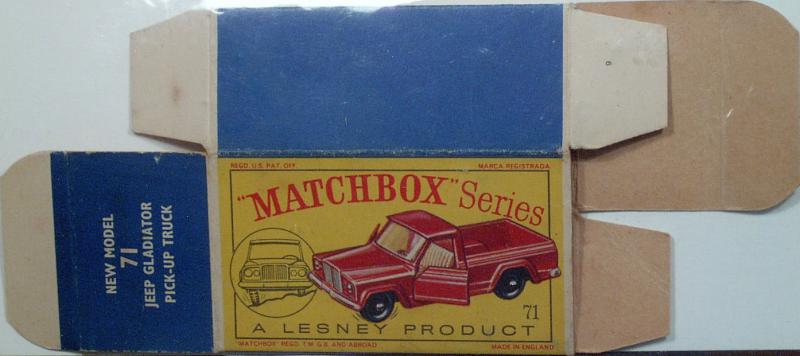 REGD. U.S. PAT. OFF. MARCA REGISTRADA
"MATCHBOX" Series
71
A LESNEY PRODUCT
"MATCHBOX" REGD. T.M. G.B. AND ABROAD MADE IN ENGLAND
NEW MODEL
71
JEEP GLADIATOR
PICK-UP TRUCK